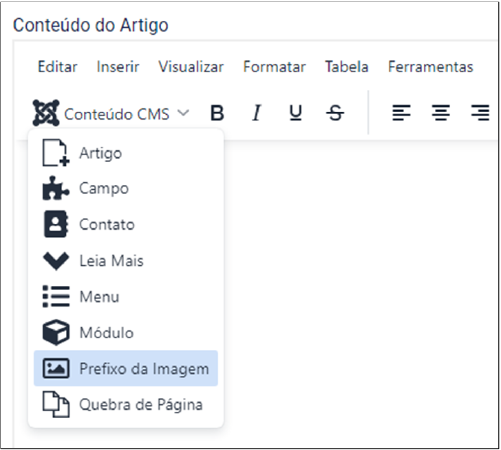 Conteúdo do Artigo
Editar Inserir Visualizar Formatar Tabela Ferramentas
Conteúdo CMS B I U S
Artigo
Campo
Contato
Leia Mais
Menu
Módulo
Prefixo da Imagem
Quebra de Página